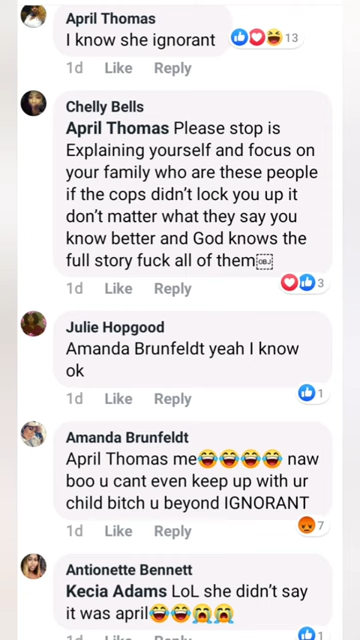 April Thomas
I know she ignorant
13
1d Like Reply
Chelly Bells
April Thomas Please stop is
Explaining yourself and focus on
your family who are these people
if the cops didn’t lock you up it
don’t matter what they say you
know better and God knows the
full story fuck all of them￼
3
1d Like Reply
Julie Hopgood
Amanda Brunfeldt yeah I know
ok
1
1d Like Reply
Amanda Brunfeldt
April Thomas me😂😂😂😂 naw
boo u cant even keep up with ur
child bitch u beyond IGNORANT
7
1d Like Reply
Antionette Bennett
Kecia Adams LoL she didn’t say
it was april😂😂😭😭
1
1d Like Reply